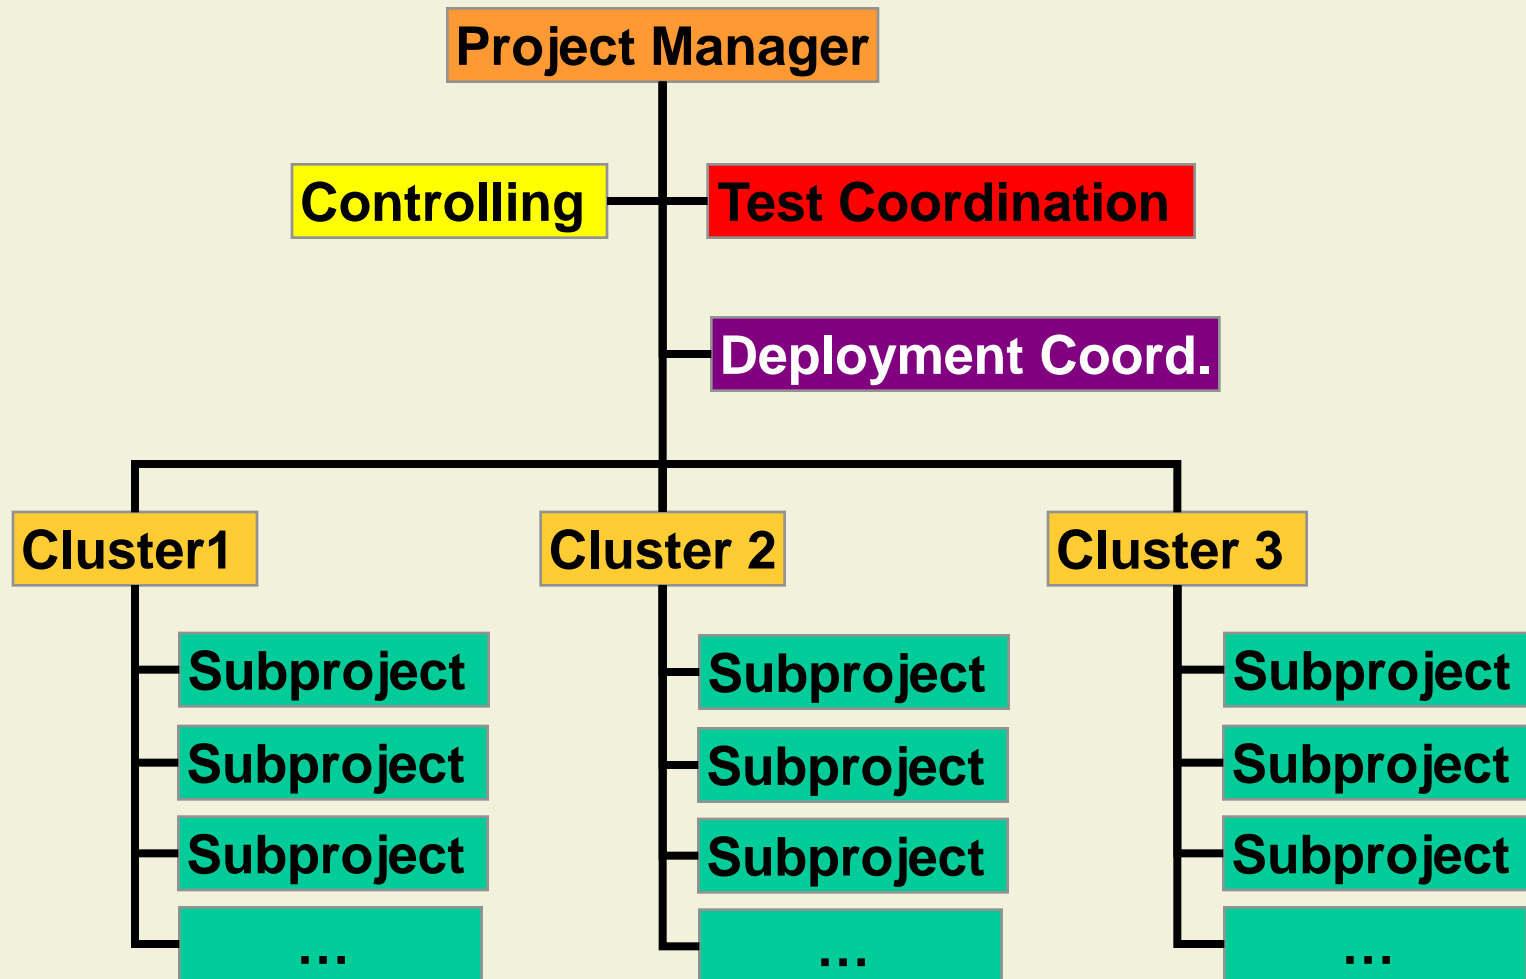 Project Manager
Controlling
Test Coordination
Deployment Coord.
Cluster1
Cluster 2
Cluster 3
Subproject
Subproject
Subproject
...
Subproject
Subproject
Subproject
...
Subproject
Subproject
Subproject
...